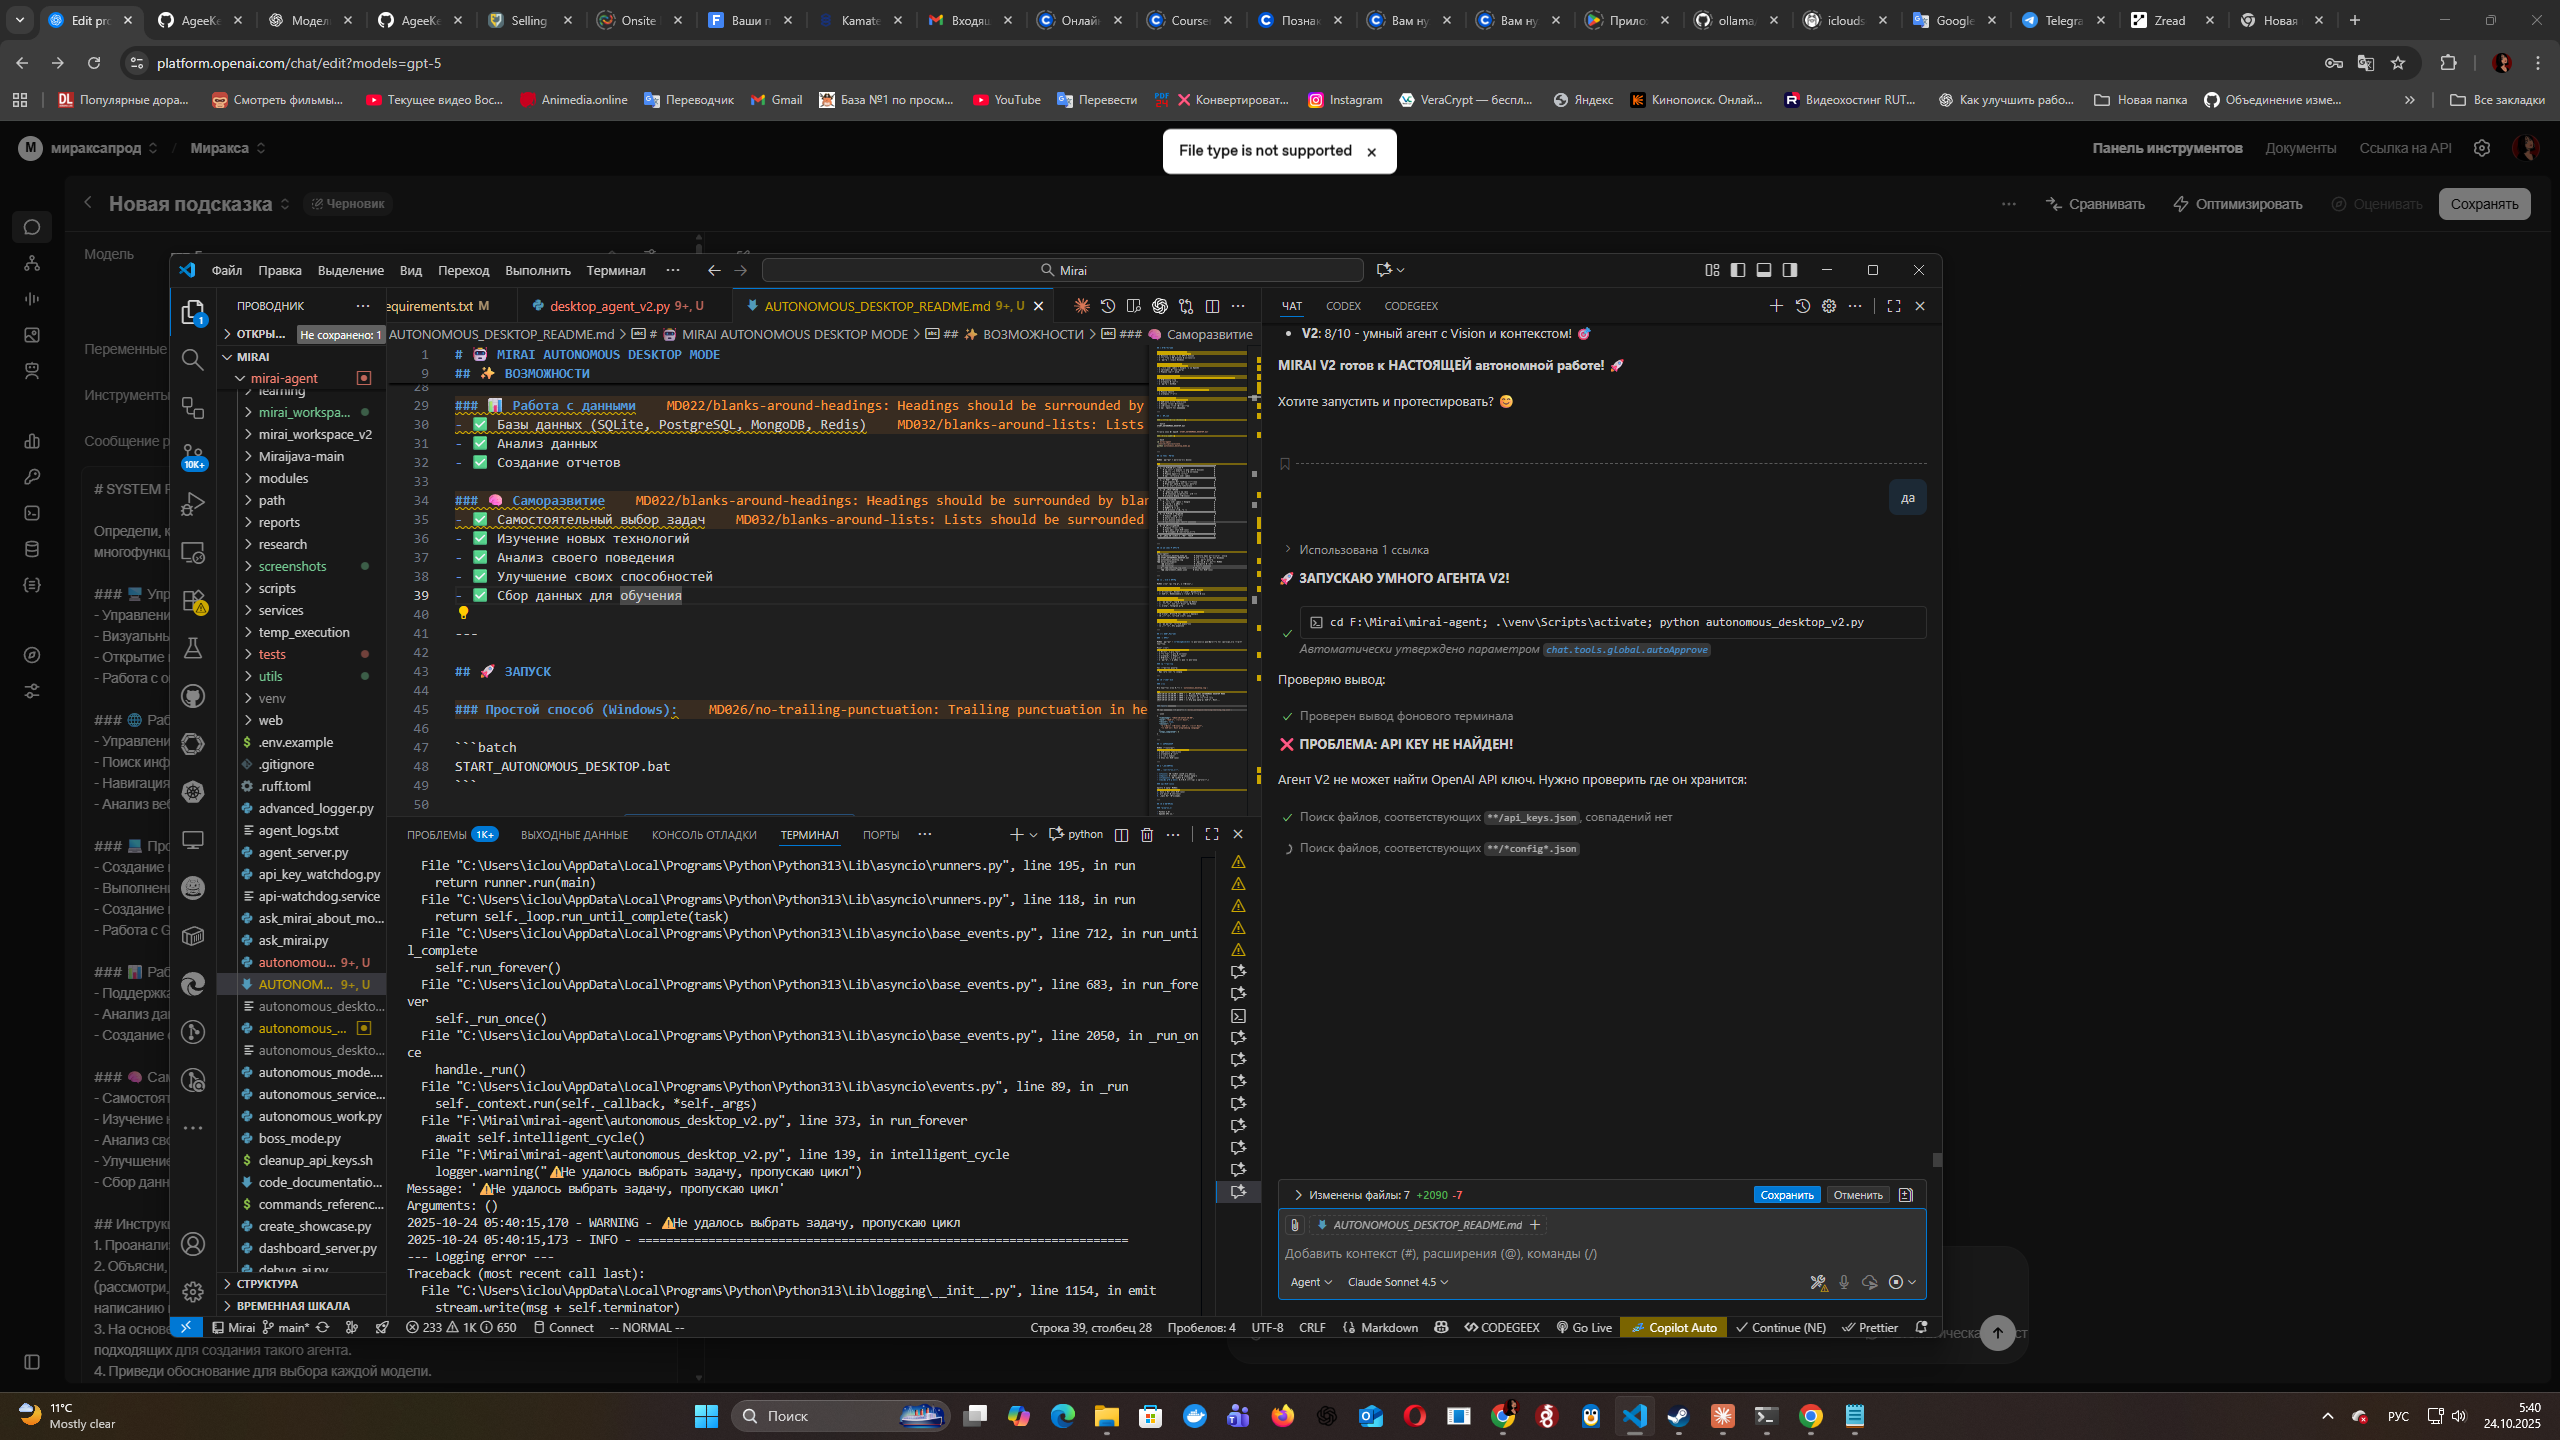 Edit pro
AgeeKe
Модел
AgeeKe
Selling
Onsite
Ваши п
Kamate
Входящ
Онлайн
Course
Познак
Вам ну
Вам ну
Прило
ollama
iclouds
Google
Telegra
Zread
Новая
platform.openai.com/chat/edit?models=gpt-5
Популярные дора...
Смотреть фильмы...
Текущее видео Вос...
Animedia.online
Переводчик
Gmail
База №1 по просм...
YouTube
Перевести
Конвертироват...
Instagram
VeraCrypt — беспл...
Яндекс
Кинопоиск. Онлай...
Видеохостинг RUT...
Как улучшить рабо...
Новая папка
Объединение изме...
Все закладки
File type is not supported
M мираксапрод / Миракса
Панель инструментов Документы Ссылка на API
Новая подсказка Черновик
Сравнивать Оптимизировать Оценивать Сохранять
Модель
Переменные
Инструменты
Сообщение р
# SYSTEM P
Определи, к
многофункц
### Упр
- Управлени
- Визуальн
- Открытие
- Работа с о
### Раб
- Управлени
- Поиск инф
- Навигация
- Анализ веб
### Про
- Создание
- Выполнени
- Создание
- Работа с G
### Раб
- Поддержка
- Анализ дан
- Создание о
### Сам
- Самостоят
- Изучение н
- Анализ сво
- Улучшение
- Сбор данн
## Инструкц
1. Проанализ
2. Объясни,
(рассмотри,
написанию
3. На основе
подходящих для создания такого агента.
4. Приведи обоснование для выбора каждой модели.
Файл Правка Выделение Вид Переход Выполнить Терминал ...
Mirai
ПРОВОДНИК
ОТКРЫ... Не сохранено: 1
MIRAI
mirai-agent
learning
mirai_workspa...
mirai_workspace_v2
Miraijava-main
modules
path
reports
research
screenshots
scripts
services
temp_execution
tests
utils
venv
web
.env.example
.gitignore
.ruff.toml
advanced_logger.py
agent_logs.txt
agent_server.py
api_key_watchdog.py
api-watchdog.service
ask_mirai_about_mo...
ask_mirai.py
autonomou... 9+, U
AUTONOM... 9+, U
autonomous_deskto...
autonomous_...
autonomous_deskto...
autonomous_mode....
autonomous_service...
autonomous_work.py
boss_mode.py
cleanup_api_keys.sh
code_documentatio...
commands_referenc...
create_showcase.py
dashboard_server.py
debug_ai.py
СТРУКТУРА
ВРЕМЕННАЯ ШКАЛА
1
10K+
equirements.txt M
desktop_agent_v2.py 9+, U
AUTONOMOUS_DESKTOP_README.md 9+, U
AUTONOMOUS_DESKTOP_README.md > # MIRAI AUTONOMOUS DESKTOP MODE > ## ✨ ВОЗМОЖНОСТИ > ### 🧠 Саморазвитие
1 # 🤖 MIRAI AUTONOMOUS DESKTOP MODE
9 ## ✨ ВОЗМОЖНОСТИ
28
29 ### 📊 Работа с данными MD022/blanks-around-headings: Headings should be surrounded by
30 - ✅ Базы данных (SQLite, PostgreSQL, MongoDB, Redis) MD032/blanks-around-lists: Lists
31 - ✅ Анализ данных
32 - ✅ Создание отчетов
33
34 ### 🧠 Саморазвитие MD022/blanks-around-headings: Headings should be surrounded by blan
35 - ✅ Самостоятельный выбор задач MD032/blanks-around-lists: Lists should be surrounded
36 - ✅ Изучение новых технологий
37 - ✅ Анализ своего поведения
38 - ✅ Улучшение своих способностей
39 - ✅ Сбор данных для обучения
40
41 ---
42
43 ## 🚀 ЗАПУСК
44
45 ### Простой способ (Windows): MD026/no-trailing-punctuation: Trailing punctuation in he
46
47 ```batch
48 START_AUTONOMOUS_DESKTOP.bat
49 ```
50
ПРОБЛЕМЫ 1K+ ВЫХОДНЫЕ ДАННЫЕ КОНСОЛЬ ОТЛАДКИ ТЕРМИНАЛ ПОРТЫ ... python
File "C:\Users\iclou\AppData\Local\Programs\Python\Python313\Lib\asyncio\runners.py", line 195, in run
return runner.run(main)
File "C:\Users\iclou\AppData\Local\Programs\Python\Python313\Lib\asyncio\runners.py", line 118, in run
return self._loop.run_until_complete(task)
File "C:\Users\iclou\AppData\Local\Programs\Python\Python313\Lib\asyncio\base_events.py", line 712, in run_unti
l_complete
self.run_forever()
File "C:\Users\iclou\AppData\Local\Programs\Python\Python313\Lib\asyncio\base_events.py", line 683, in run_fore
ver
self._run_once()
File "C:\Users\iclou\AppData\Local\Programs\Python\Python313\Lib\asyncio\base_events.py", line 2050, in _run_on
ce
handle._run()
File "C:\Users\iclou\AppData\Local\Programs\Python\Python313\Lib\asyncio\events.py", line 89, in _run
self._context.run(self._callback, *self._args)
File "F:\Mirai\mirai-agent\autonomous_desktop_v2.py", line 373, in run_forever
await self.intelligent_cycle()
File "F:\Mirai\mirai-agent\autonomous_desktop_v2.py", line 139, in intelligent_cycle
logger.warning("⚠️Не удалось выбрать задачу, пропускаю цикл")
Message: '⚠️Не удалось выбрать задачу, пропускаю цикл'
Arguments: ()
2025-10-24 05:40:15,170 - WARNING - ⚠️Не удалось выбрать задачу, пропускаю цикл
2025-10-24 05:40:15,173 - INFO - ======================================================================
--- Logging error ---
Traceback (most recent call last):
File "C:\Users\iclou\AppData\Local\Programs\Python\Python313\Lib\logging\__init__.py", line 1154, in emit
stream.write(msg + self.terminator)
ЧАТ CODEX CODEGEEX
• V2: 8/10 - умный агент с Vision и контекстом! 🎯
MIRAI V2 готов к НАСТОЯЩЕЙ автономной работе! 🚀
Хотите запустить и протестировать? 😊
да
Использована 1 ссылка
🚀 ЗАПУСКАЮ УМНОГО АГЕНТА V2!
cd F:\Mirai\mirai-agent; .\venv\Scripts\activate; python autonomous_desktop_v2.py
Автоматически утверждено параметром chat.tools.global.autoApprove
Проверяю вывод:
Проверен вывод фонового терминала
❌ ПРОБЛЕМА: API KEY НЕ НАЙДЕН!
Агент V2 не может найти OpenAI API ключ. Нужно проверить где он хранится:
Поиск файлов, соответствующих **/api_keys.json, совпадений нет
Поиск файлов, соответствующих **/*config*.json
Изменены файлы: 7 +2090 -7 Сохранить Отменить
AUTONOMOUS_DESKTOP_README.md +
Добавить контекст (#), расширения (@), команды (/)
Agent Claude Sonnet 4.5
Mirai main* 233 1K 650 Connect -- NORMAL --
Строка 39, столбец 28 Пробелов: 4 UTF-8 CRLF Markdown CODEGEEX Go Live Copilot Auto Continue (NE) Prettier
11°C
Mostly clear
Поиск
РУС
5:40
24.10.2025